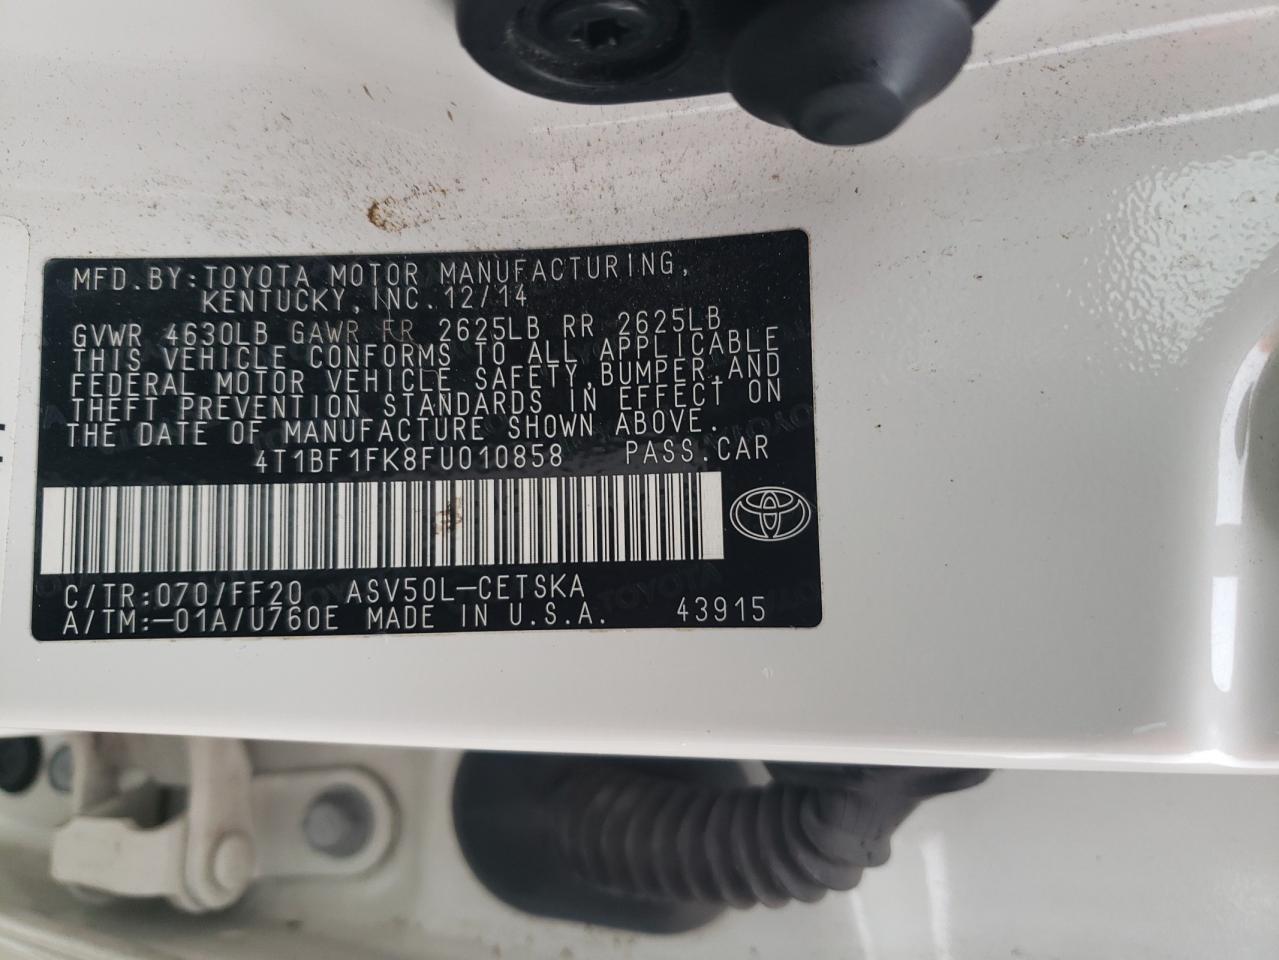 MFD.BY:TOYOTA MOTOR MANUFACTURING,
KENTUCKY,INC.12/14
GVWR 4630LB GAWR FR 2625LB RR 2625LB
THIS VEHICLE CONFORMS TO ALL APPLICABLE
FEDERAL MOTOR VEHICLE SAFETY,BUMPER,AND
THEFT PREVENTION STANDARDS IN EFFECT ON
THE DATE OF MANUFACTURE SHOWN ABOVE.
4T1BF1FK8FU010858 PASS.CAR
C/TR:070/FF20 ASV50L-CETSKA
A/TM:-01A/U760E MADE IN U.S.A. 43915